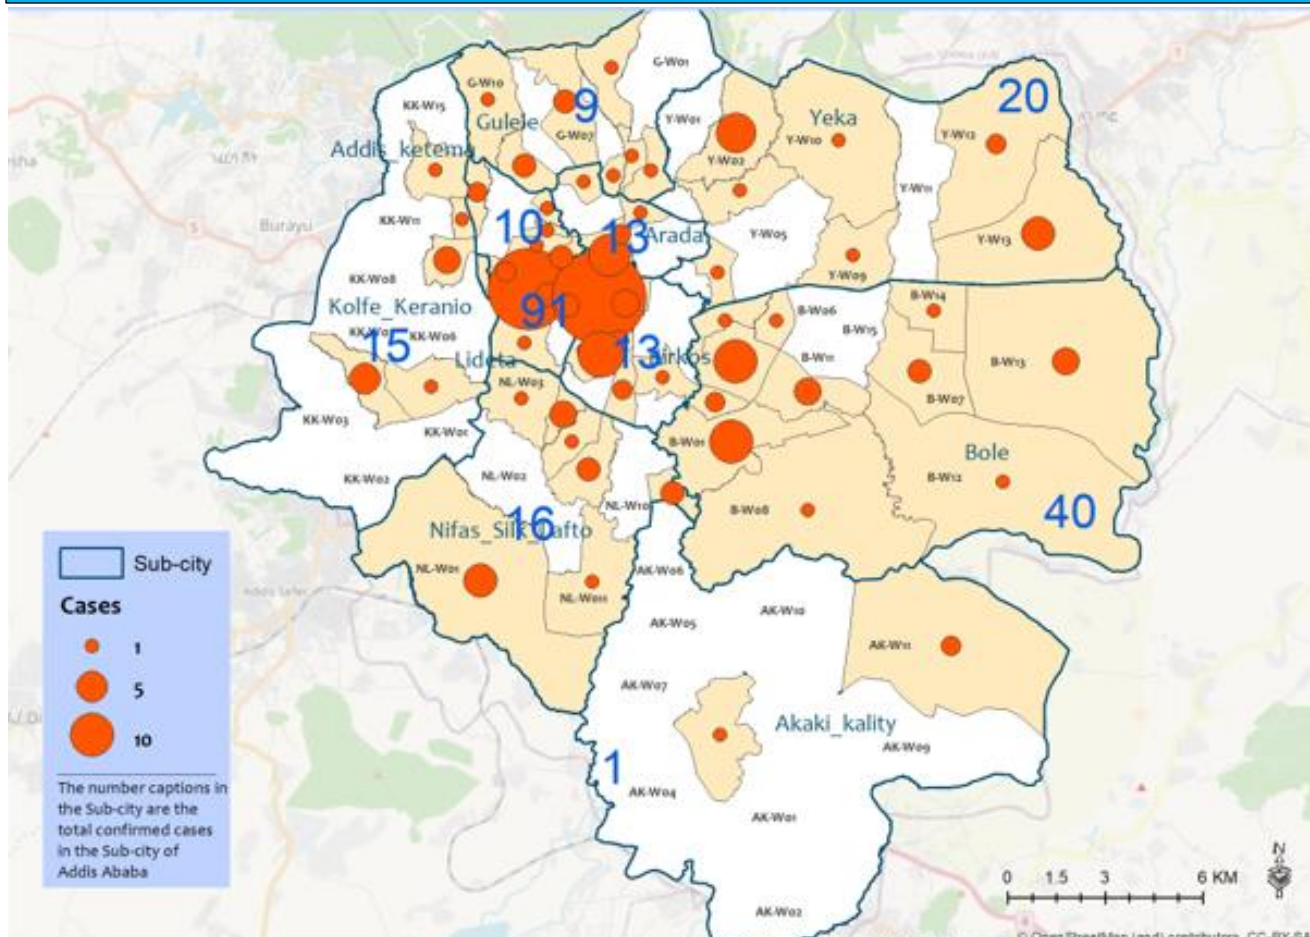 G-W01
20
KK-W15
G-W10
9
Gulele
G-W07
Y-W01
Yeka
Y-W12
Addis_ketema
Y-W02
Y-W10
Y-W11
KK-W11
Burayu
10
13
Arada
Y-W05
Y-W13
Y-W09
KK-W08
Kolfe_Keranio
91
B-W06
B-W14
B-W15
KK-W06
15
Lideta
13
B-W11
B-W13
NL-W03
B-W07
KK-W03
KK-W01
B-W01
Bole
KK-W02
NL-W02
B-W12
NL-W10
B-W08
40
16
Nifas_Silk_Lafto
NL-W01
AK-W06
NL-W011
AK-W10
AK-W05
AK-W11
AK-W07
Akaki_kality
AK-W09
1
AK-W04
AK-W01
AK-W02
Sub-city
Cases
1
5
10
The number captions in
the Sub-city are the
total confirmed cases
in the Sub-city of
Addis Ababa
N
0 1.5 3 6 KM